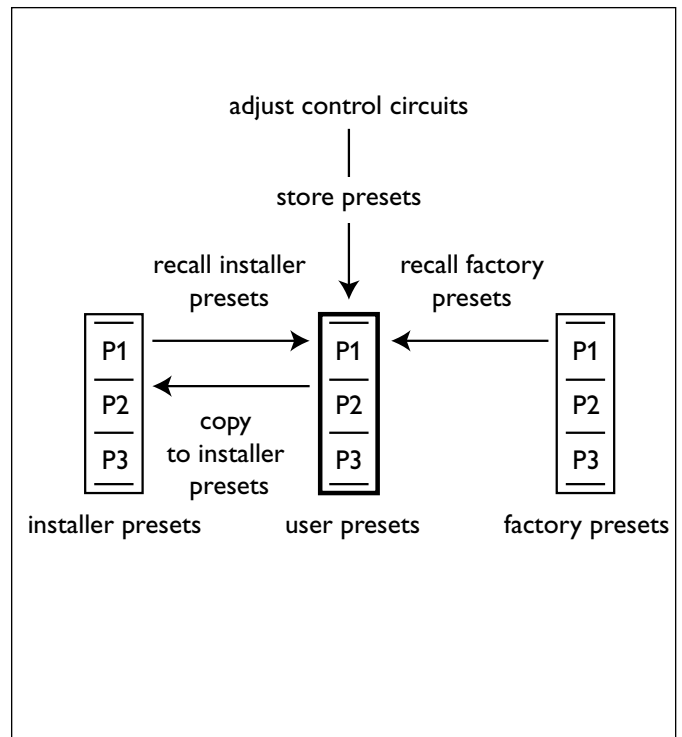 adjust control circuits
store presets
recall installer
presets
recall factory
presets
P1
P2
P3
copy
to installer
presets
P1
P2
P3
P1
P2
P3
installer presets
user presets
factory presets